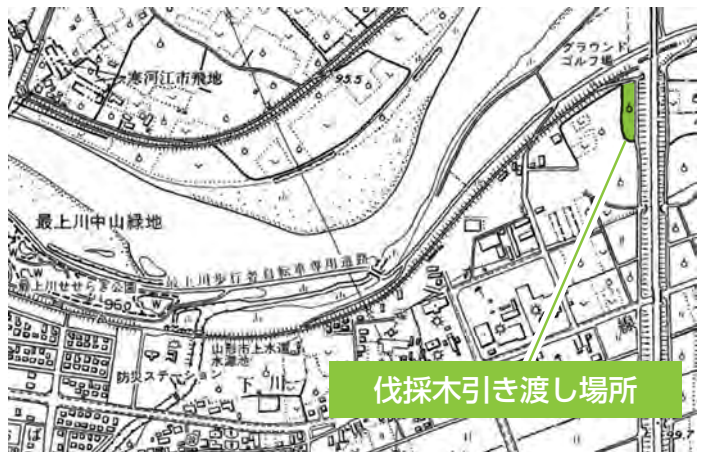 グラウンド
ゴルフ場
寒河江市飛地
95.5
最上川中山緑地
最上川歩行者自転車専用道路
最上川せせらぎ公園
W
W
96.0
山形市上水道
水源池
防災ステーション
下川
線
伐採木引き渡し場所
ば
99.7